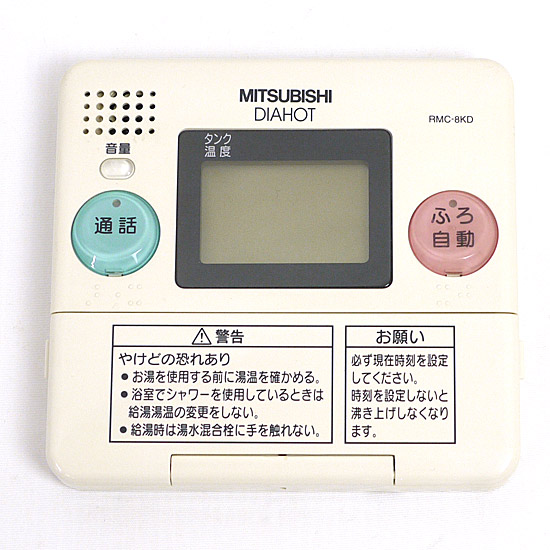 MITSUBISHI
DIAHOT
RMC-8KD
音量
タンク
温度
通話
ふろ
自動
警告
やけどの恐れあり
● お湯を使用する前に湯温を確かめる。
● 浴室でシャワーを使用しているときは
給湯湯温の変更をしない。
● 給湯時は湯水混合栓に手を触れない。
お願い
必ず現在時刻を設定
してください。
時刻を設定しないと
沸き上げしなくなり
ます。